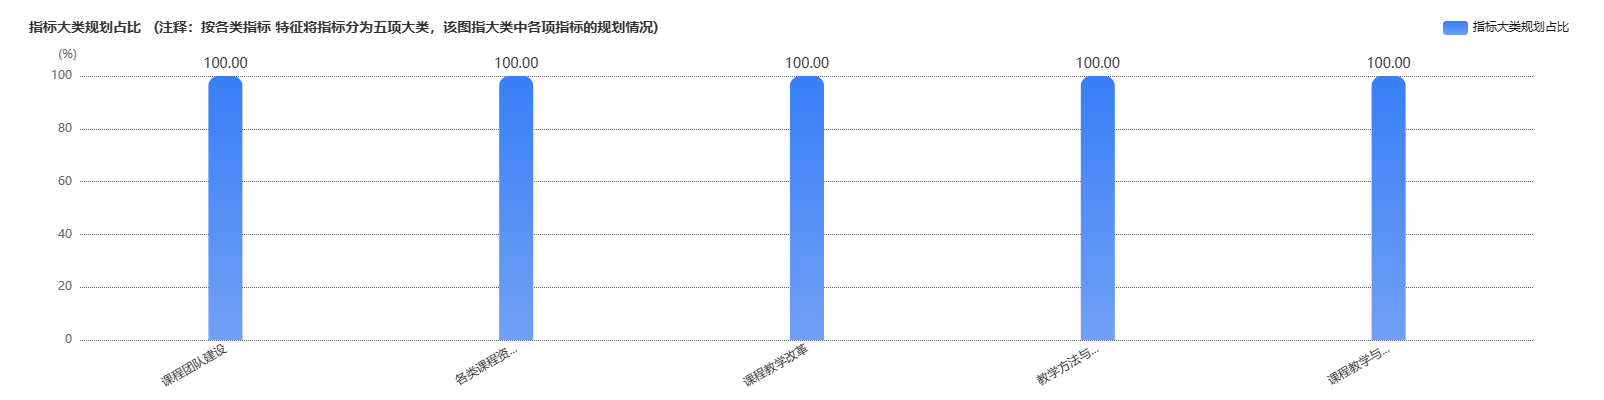 指标大类规划占比 (注释：按各类指标 特征将指标分为五项大类，该图指大类中各项指标的规划情况)
指标大类规划占比
(%)
100
80
60
40
20
0
100.00
100.00
100.00
100.00
100.00
课程团队建设
各类课程资...
课程教学改革
教学方法与...
课程教学与...